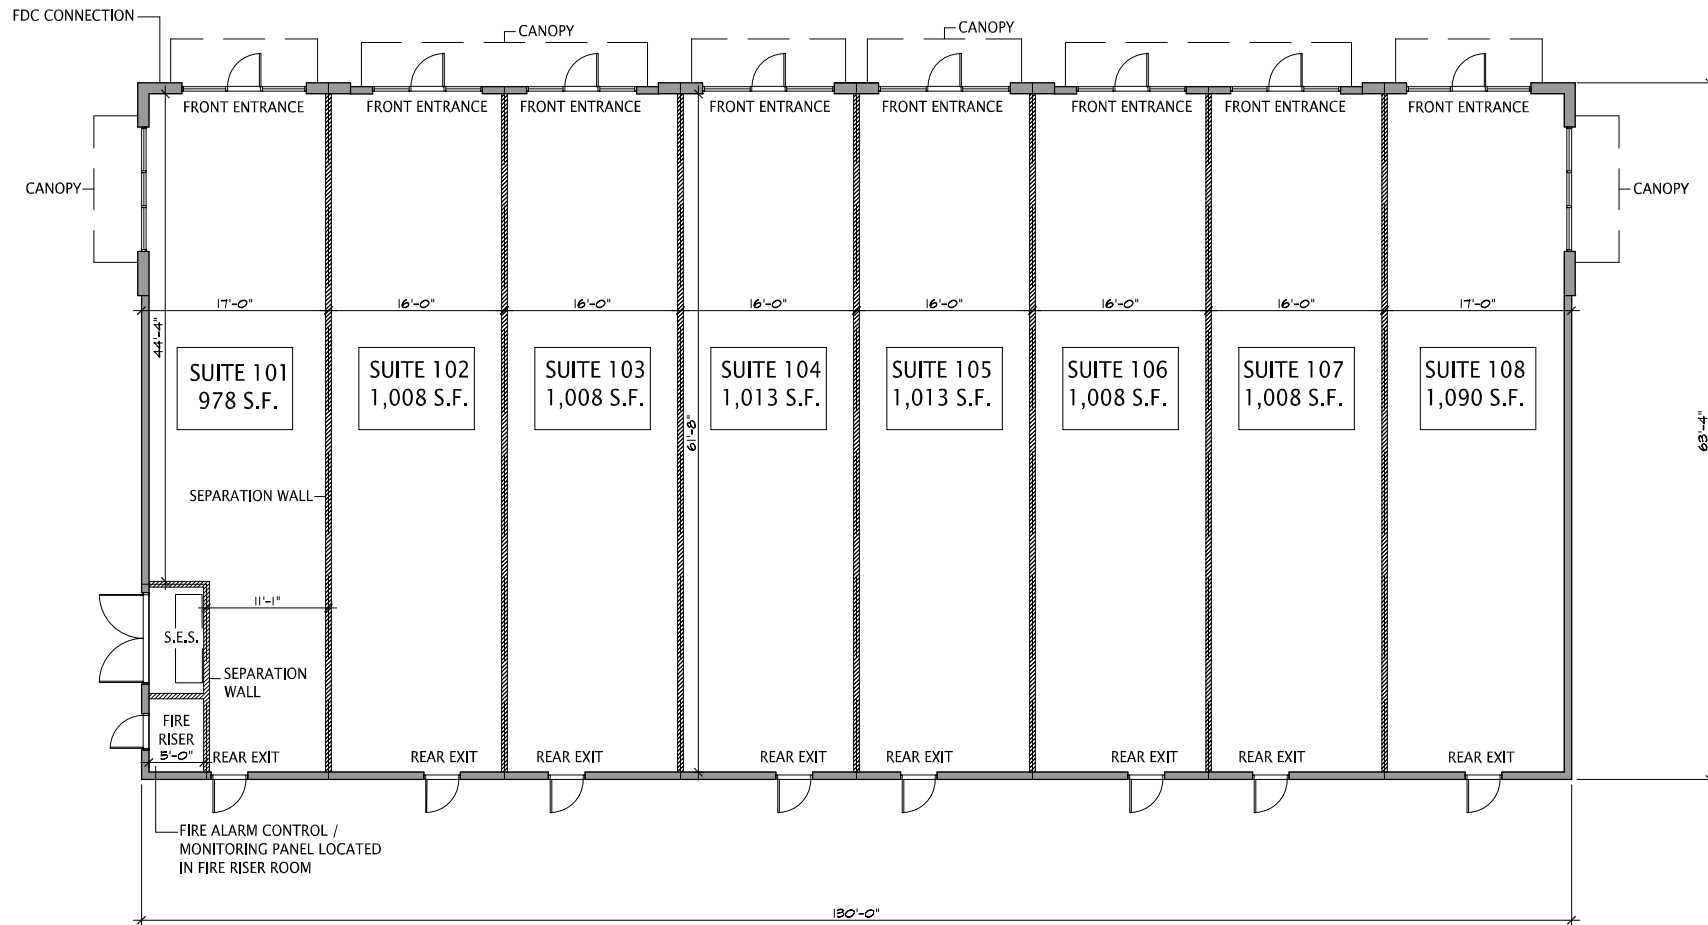 FDC CONNECTION
CANOPY
CANOPY
FRONT ENTRANCE
FRONT ENTRANCE
FRONT ENTRANCE
FRONT ENTRANCE
FRONT ENTRANCE
FRONT ENTRANCE
FRONT ENTRANCE
FRONT ENTRANCE
CANOPY
CANOPY
17'-0"
16'-0"
16'-0"
16'-0"
16'-0"
16'-0"
16'-0"
17'-0"
44'-4"
SUITE 101
978 S.F.
SUITE 102
1,008 S.F.
SUITE 103
1,008 S.F.
SUITE 104
1,013 S.F.
SUITE 105
1,013 S.F.
SUITE 106
1,008 S.F.
SUITE 107
1,008 S.F.
SUITE 108
1,090 S.F.
61'-8"
63'-4"
SEPARATION WALL
11'-1"
S.E.S.
SEPARATION
WALL
FIRE
RISER
5'-0"
REAR EXIT
REAR EXIT
REAR EXIT
REAR EXIT
REAR EXIT
REAR EXIT
REAR EXIT
REAR EXIT
FIRE ALARM CONTROL /
MONITORING PANEL LOCATED
IN FIRE RISER ROOM
130'-0"